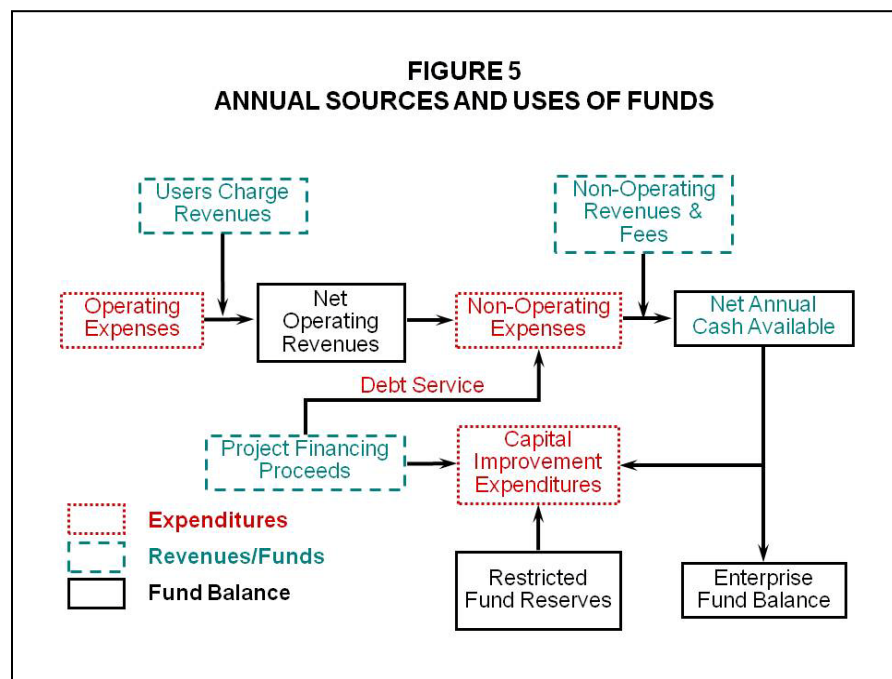 FIGURE 5
ANNUAL SOURCES AND USES OF FUNDS
Users Charge
Revenues
Non-Operating
Revenues &
Fees
Operating
Expenses
Net
Operating
Revenues
Non-Operating
Expenses
Net Annual
Cash Available
Debt Service
Project Financing
Proceeds
Capital
Improvement
Expenditures
Expenditures
Revenues/Funds
Fund Balance
Restricted
Fund Reserves
Enterprise
Fund Balance